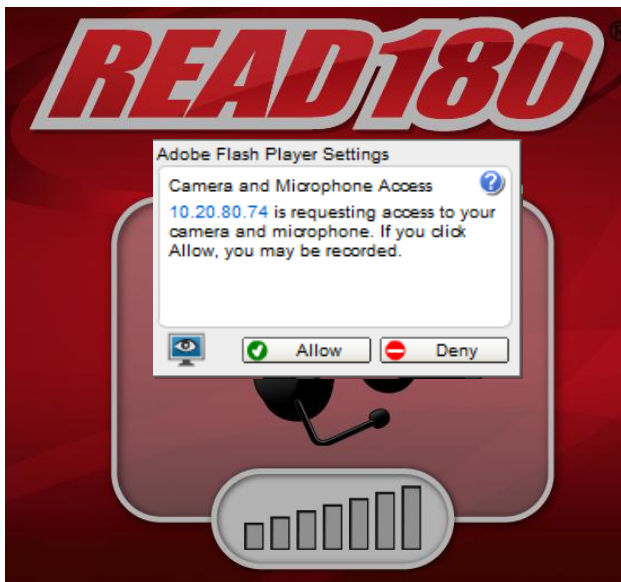 READ180®
Adobe Flash Player Settings
Camera and Microphone Access
10.20.80.74 is requesting access to your
camera and microphone. If you click
Allow, you may be recorded.
Allow
Deny